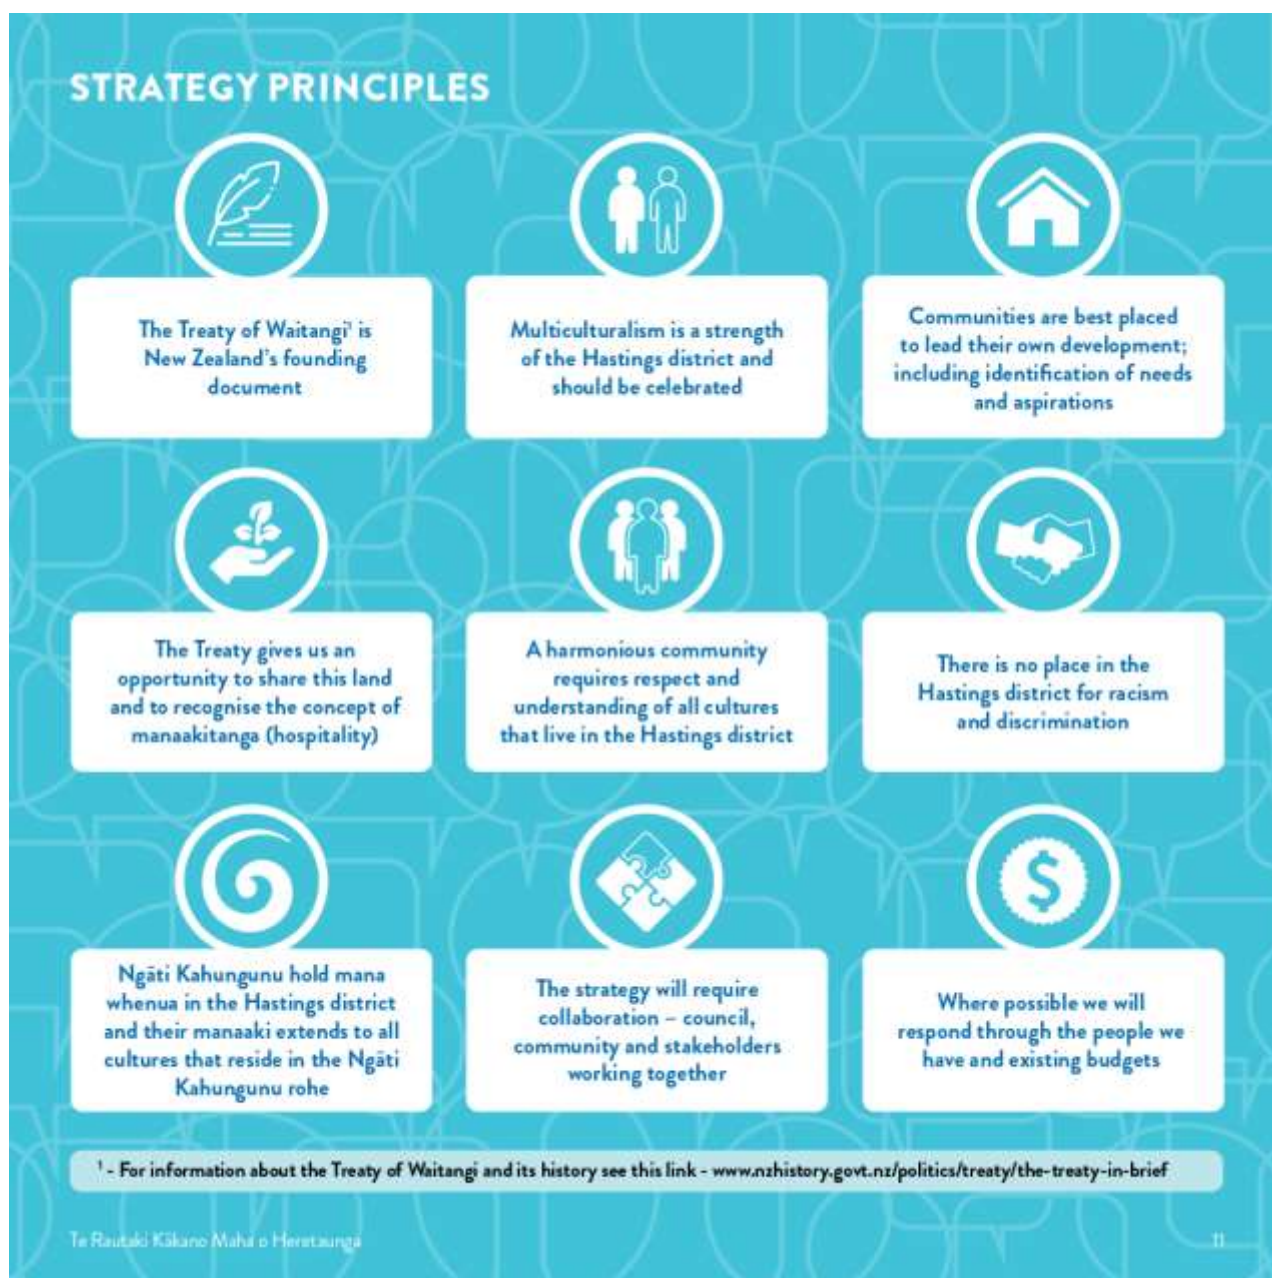 STRATEGY PRINCIPLES
The Treaty of Waitangi¹ is
New Zealand's founding
document
Multiculturalism is a strength
of the Hastings district and
should be celebrated
Communities are best placed
to lead their own development;
including identification of needs
and aspirations
The Treaty gives us an
opportunity to share this land
and to recognise the concept of
manaakitanga (hospitality)
A harmonious community
requires respect and
understanding of all cultures
that live in the Hastings district
There is no place in the
Hastings district for racism
and discrimination
Ngāti Kahungunu hold mana
whenua in the Hastings district
and their manaaki extends to all
cultures that reside in the Ngāti
Kahungunu rohe
The strategy will require
collaboration – council,
community and stakeholders
working together
Where possible we will
respond through the people we
have and existing budgets
$
¹ - For information about the Treaty of Waitangi and its history see this link - www.nzhistory.govt.nz/politics/treaty/the-treaty-in-brief
Te Rautaki Kākano Maha o Heretaunga
11